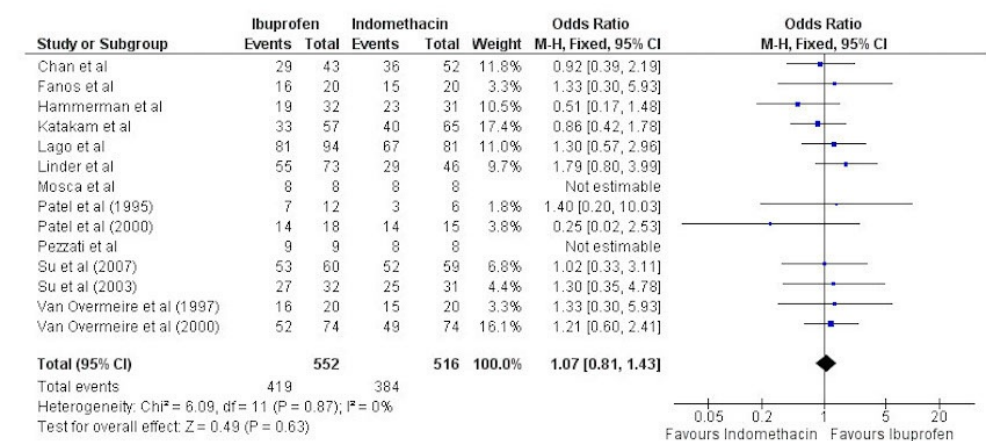 Ibuprofen Indomethacin Odds Ratio Odds Ratio
Study or Subgroup Events Total Events Total Weight M-H, Fixed, 95% CI M-H, Fixed, 95% CI
Chan et al 29 43 36 52 11.8% 0.92 [0.39, 2.19]
Fanos et al 16 20 15 20 3.3% 1.33 [0.30, 5.93]
Hammerman et al 19 32 23 31 10.5% 0.51 [0.17, 1.48]
Katakam et al 33 57 40 65 17.4% 0.86 [0.42, 1.78]
Lago et al 81 94 67 81 11.0% 1.30 [0.57, 2.96]
Linder et al 55 73 29 46 9.7% 1.79 [0.80, 3.99]
Mosca et al 8 8 8 8 Not estimable
Patel et al (1995) 7 12 3 6 1.8% 1.40 [0.20, 10.03]
Patel et al (2000) 14 18 14 15 3.8% 0.25 [0.02, 2.53]
Pezzati et al 9 9 8 8 Not estimable
Su et al (2007) 53 60 52 59 6.8% 1.02 [0.33, 3.11]
Su et al (2003) 27 32 25 31 4.4% 1.30 [0.35, 4.78]
Van Overmeire et al (1997) 16 20 15 20 3.3% 1.33 [0.30, 5.93]
Van Overmeire et al (2000) 52 74 49 74 16.1% 1.21 [0.60, 2.41]
Total (95% CI) 552 516 100.0% 1.07 [0.81, 1.43]
Total events 419 384
Heterogeneity: Chi² = 6.09, df = 11 (P = 0.87); I² = 0%
Test for overall effect: Z = 0.49 (P = 0.63)
0.05 0.2 1 5 20
Favours Indomethacin Favours Ibuprofen